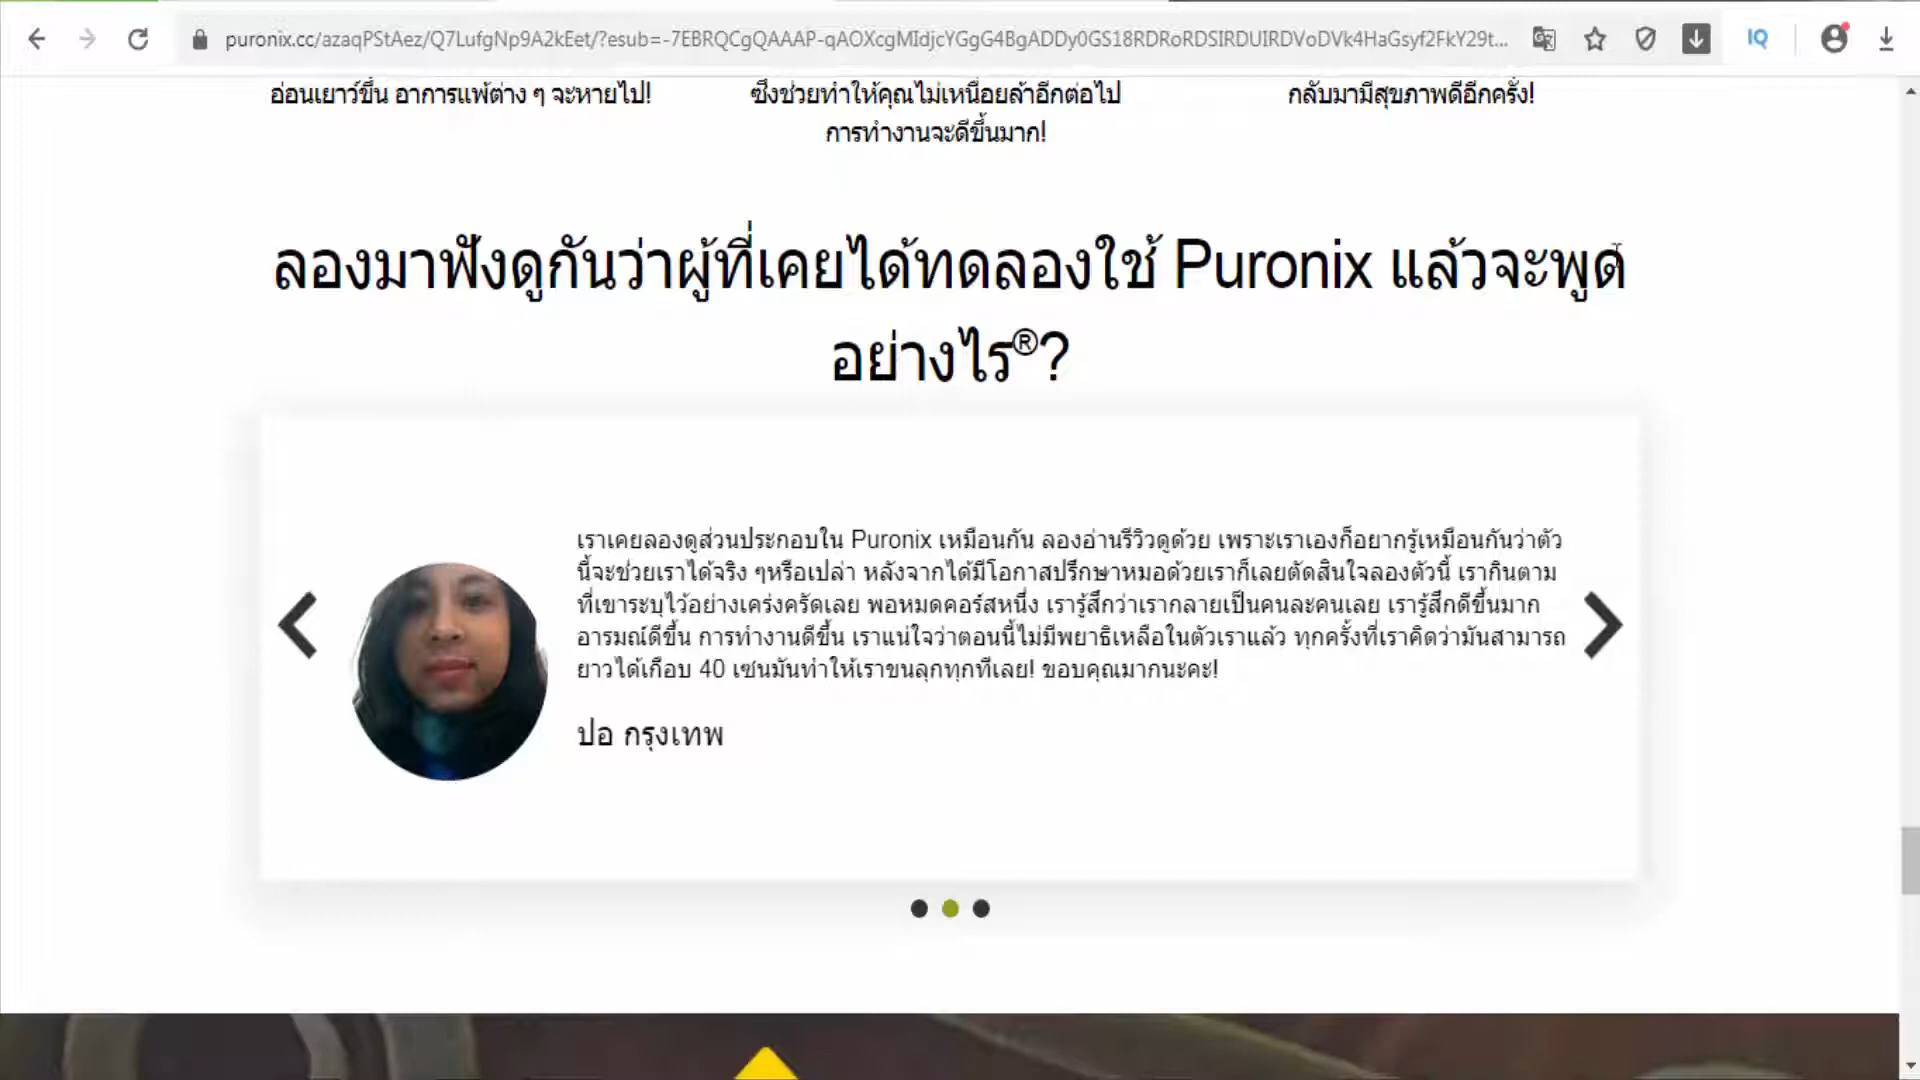 puronix.cc/azaqPStAez/Q7LufgNp9A2kEet/?esub=-7EBRQCgQAAAP-qAOXcgMIdjcYGgG4BgADDy0GS18RDRoRDSIRDUIRDVoDVk4HaGsyf2FkY29t...
IQ
อ่อนเยาว์ขึ้น อาการแพ้ต่าง ๆ จะหายไป!
ซึ่งช่วยทำให้คุณไม่เหนื่อยล้าอีกต่อไป
การทำงานจะดีขึ้นมาก!
กลับมามีสุขภาพดีอีกครั้ง!
ลองมาฟังดูกันว่าผู้ที่เคยได้ทดลองใช้ Puronix แล้วจะพูด
อย่างไร®?
เราเคยลองดูส่วนประกอบใน Puronix เหมือนกัน ลองอ่านรีวิวดูด้วย เพราะเราเองก็อยากรู้เหมือนกันว่าตัว
นี้จะช่วยเราได้จริง ๆหรือเปล่า หลังจากได้มีโอกาสปรึกษาหมอด้วยเราก็เลยตัดสินใจลองตัวนี้ เรากินตาม
ที่เขาระบุไว้อย่างเคร่งครัดเลย พอหมดคอร์สหนึ่ง เรารู้สึกว่าเรากลายเป็นคนละคนเลย เรารู้สึกดีขึ้นมาก
อารมณ์ดีขึ้น การทำงานดีขึ้น เราแน่ใจว่าตอนนี้ไม่มีพยาธิเหลือในตัวเราแล้ว ทุกครั้งที่เราคิดว่ามันสามารถ
ยาวได้เกือบ 40 เซนมันทำให้เราขนลุกทุกทีเลย! ขอบคุณมากนะคะ!
ปอ กรุงเทพ